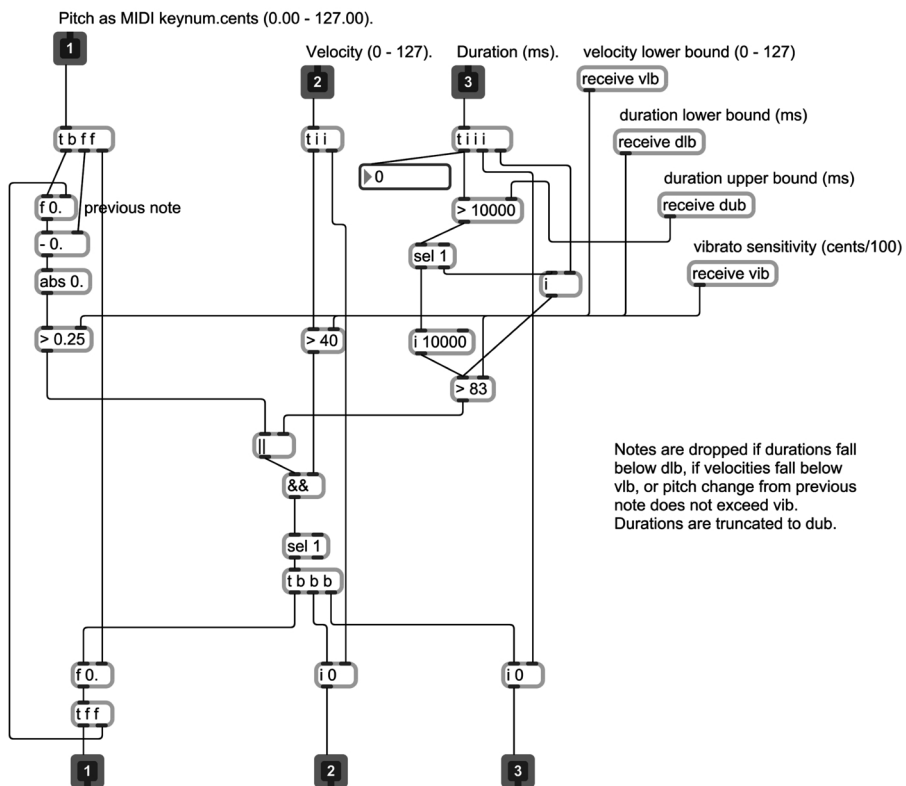 Pitch as MIDI keynum.cents (0.00 - 127.00).
1
Velocity (0 - 127).
2
Duration (ms).
3
velocity lower bound (0 - 127)
receive vlb
duration lower bound (ms)
receive dlb
t b f f
t i i
t i i i
0
duration upper bound (ms)
receive dub
f 0.
previous note
> 10000
- 0.
sel 1
vibrato sensitivity (cents/100)
receive vib
abs 0.
i
> 0.25
> 40
i 10000
> 83
||
&&
Notes are dropped if durations fall
below dlb, if velocities fall below
vlb, or pitch change from previous
note does not exceed vib.
Durations are truncated to dub.
sel 1
t b b b
f 0.
i 0
i 0
t f f
1
2
3